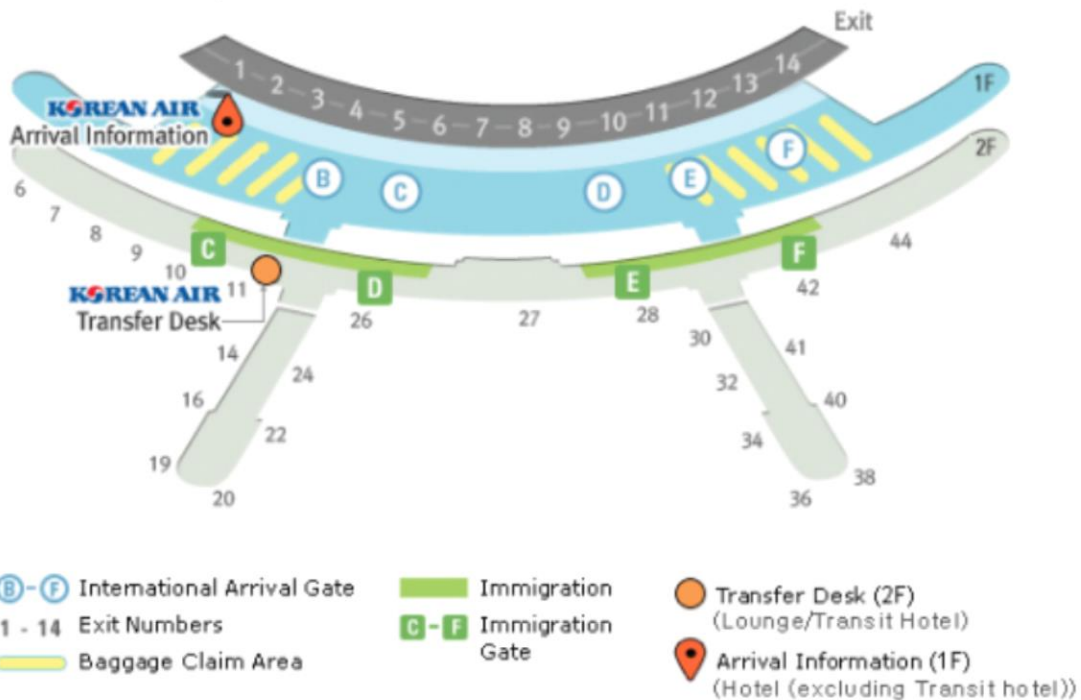 Exit
1 - 2 - 3 - 4 - 5 - 6 - 7 - 8 - 9 - 10 - 11 - 12 - 13 - 14
1F
KOREAN AIR
Arrival Information
B
C
D
E
F
2F
6
7
8
9
10
11
C
D
E
F
44
42
KOREAN AIR
Transfer Desk
26
27
28
14
24
30
41
16
22
32
40
19
20
34
38
36
B - F International Arrival Gate
1 - 14 Exit Numbers
Baggage Claim Area
Immigration
C - F Immigration
Gate
Transfer Desk (2F)
(Lounge/Transit Hotel)
Arrival Information (1F)
(Hotel (excluding Transit hotel))